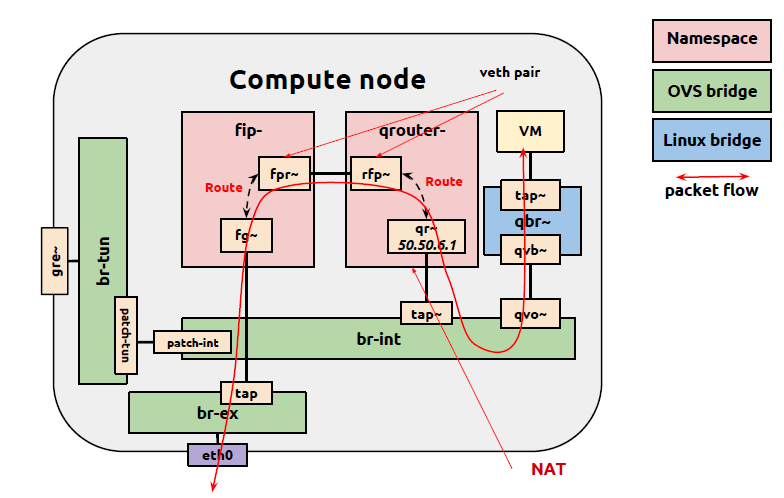 Namespace
OVS bridge
Linux bridge
packet flow
Compute node
veth pair
fip-
qrouter-
VM
fpr~
rfp~
Route
Route
tap~
qbr~
qvb~
fg~
qr~
50.50.6.1
gre~
br-tun
patch-tun
patch-int
tap~
qvo~
br-int
tap
br-ex
eth0
NAT